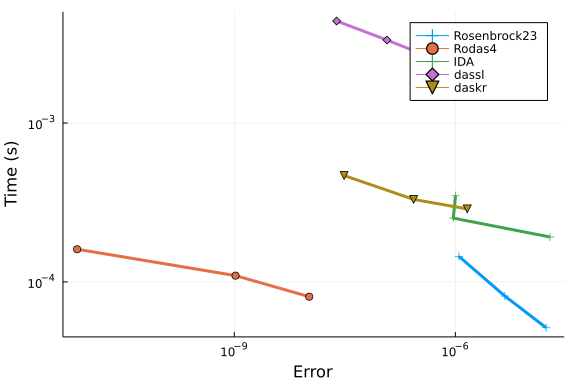 Rosenbrock23
Rodas4
IDA
dassl
daskr
10⁻³
10⁻⁴
Time (s)
10⁻⁹
10⁻⁶
Error